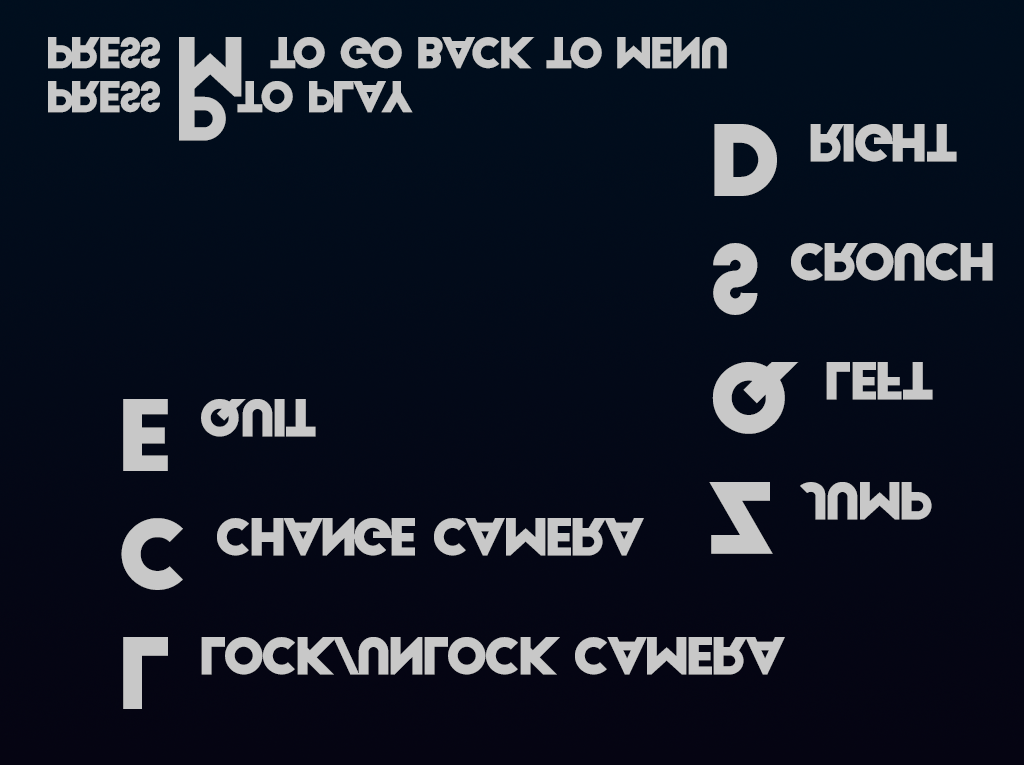 L LOCK/UNLOCK CAMERA
C CHANGE CAMERA
E QUIT
Z JUMP
Q LEFT
S CROUCH
D RIGHT
PRESS P TO PLAY
PRESS M TO GO BACK TO MENU